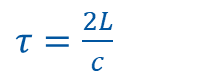 τ = 2L/c